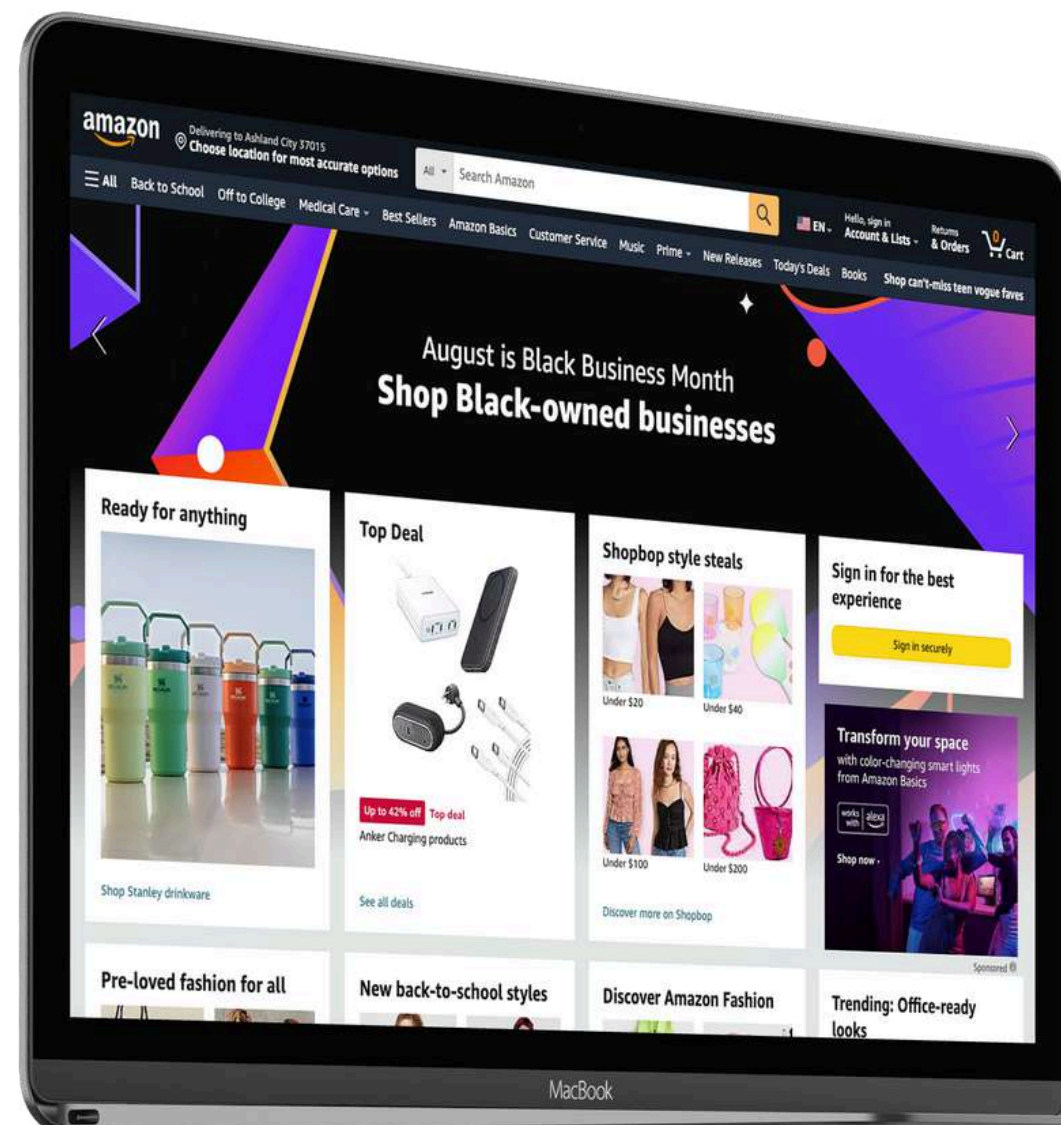 amazon
Delivering to Ashland City 37015
Choose location for most accurate options
All
Search Amazon
EN
Hello, sign in
Account & Lists
Returns
& Orders
0
Cart
All
Back to School
Off to College
Medical Care
Best Sellers
Amazon Basics
Customer Service
Music
Prime
New Releases
Today's Deals
Books
Shop can't-miss teen vogue faves
August is Black Business Month
Shop Black-owned businesses
Ready for anything
Shop Stanley drinkware
Top Deal
Up to 42% off
Top deal
Anker Charging products
See all deals
Shopbop style steals
Under $20
Under $40
Under $100
Under $200
Discover more on Shopbop
Sign in for the best
experience
Sign in securely
Transform your space
with color-changing smart lights
from Amazon Basics
works
with
alexa
Shop now ›
Sponsored
Pre-loved fashion for all
New back-to-school styles
Discover Amazon Fashion
Trending: Office-ready
looks
MacBook